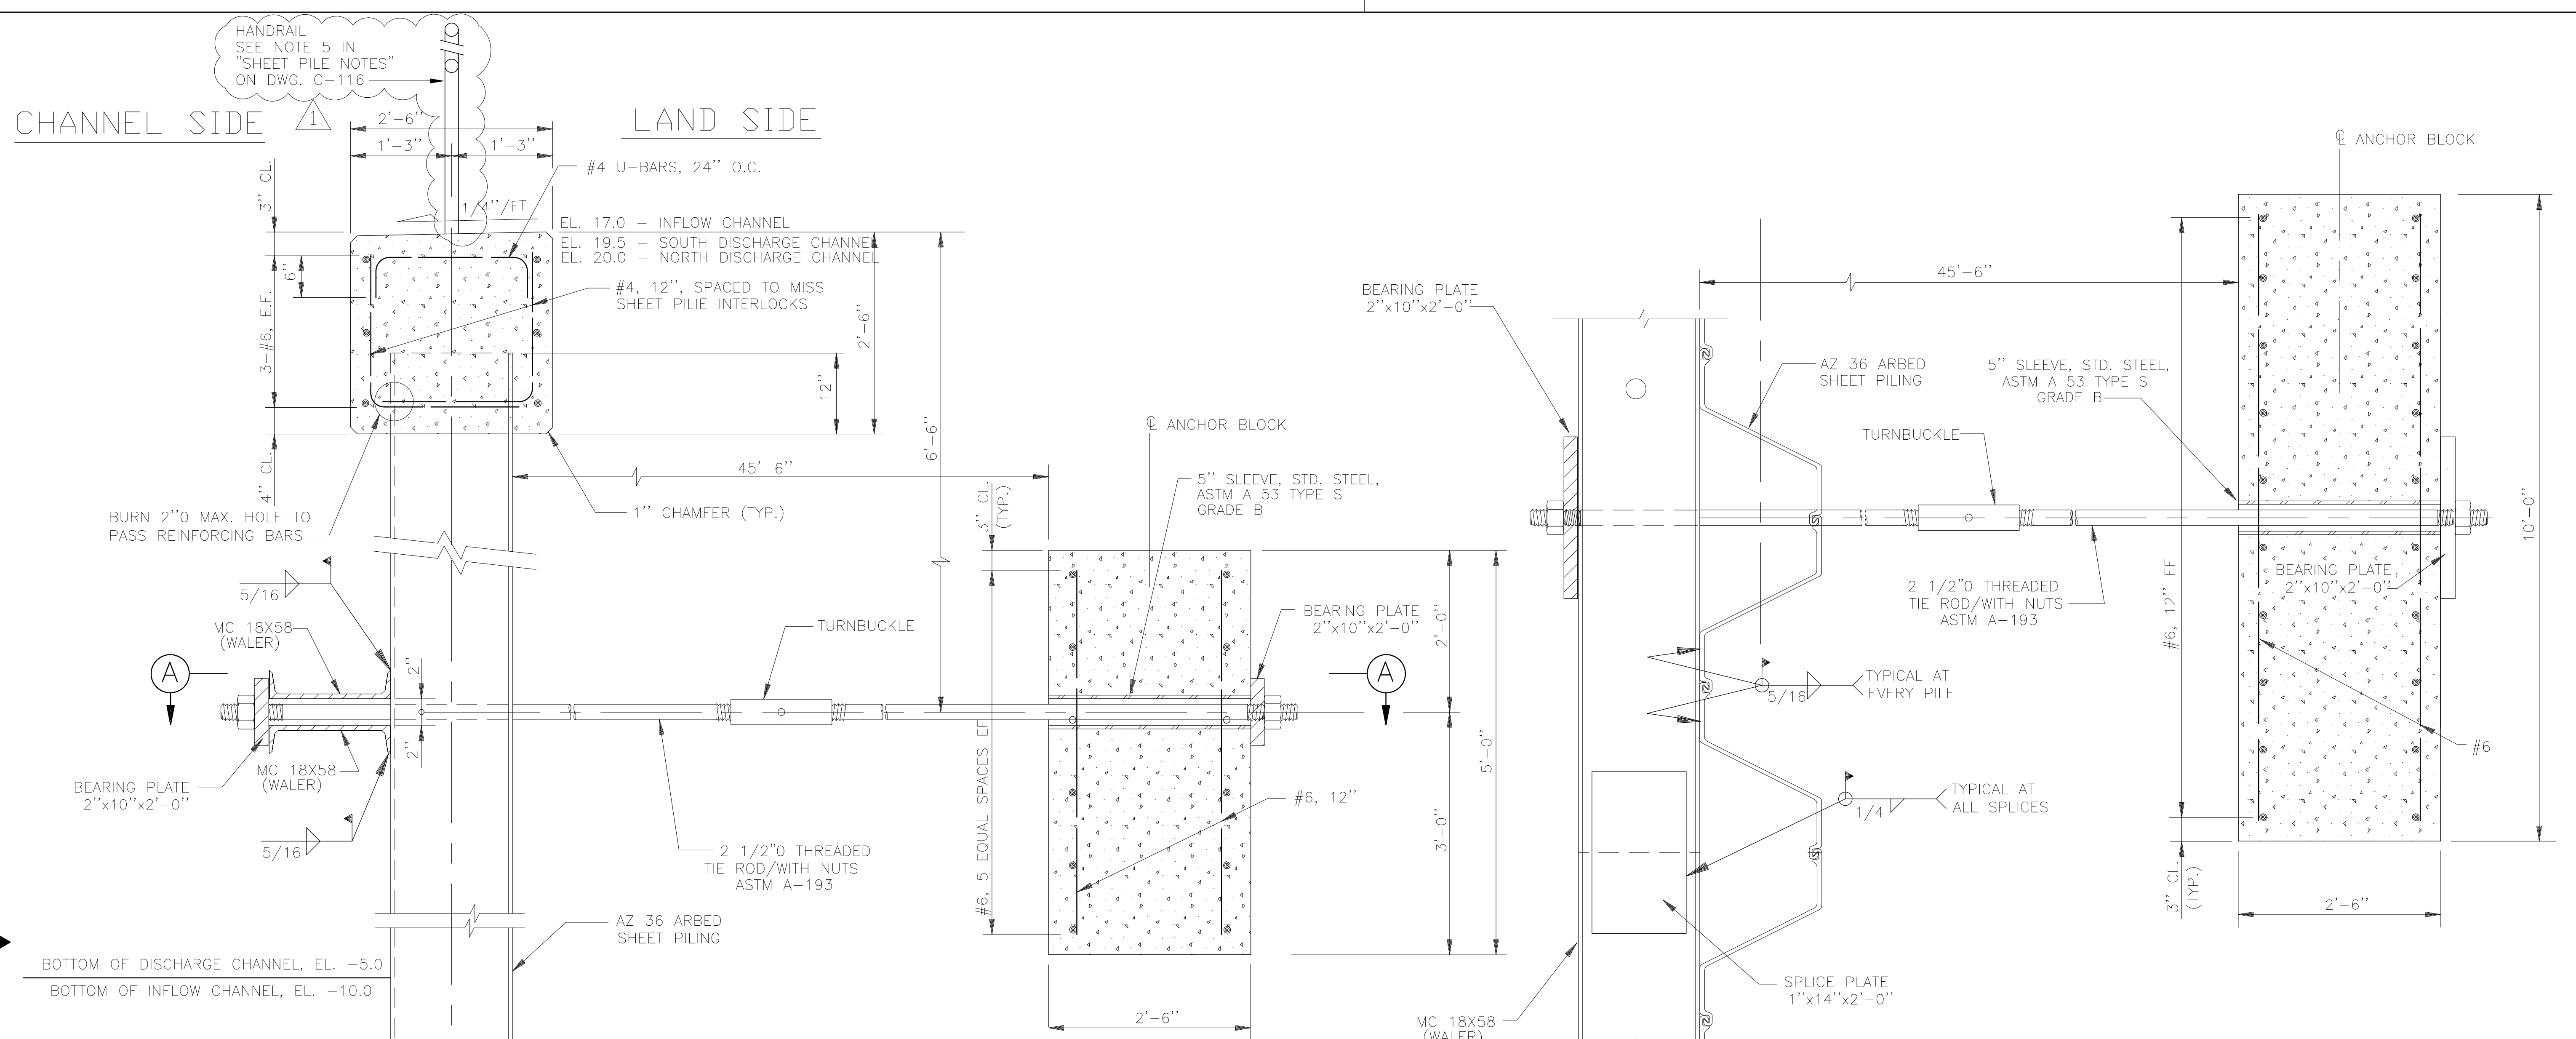 HANDRAIL
SEE NOTE 5 IN
"SHEET PILE NOTES"
ON DWG. C-116
1
CHANNEL SIDE
LAND SIDE
2'-6''
1'-3''
1'-3''
#4 U-BARS, 24'' O.C.
1/4''/FT
3'' CL.
6''
3-#6, E.F.
4'' CL.
EL. 17.0 - INFLOW CHANNEL
EL. 19.5 - SOUTH DISCHARGE CHANNEL
EL. 20.0 - NORTH DISCHARGE CHANNEL
#4, 12'', SPACED TO MISS
SHEET PILIE INTERLOCKS
12''
2'-6''
6'-6''
45'-6''
1'' CHAMFER (TYP.)
BURN 2"0 MAX. HOLE TO
PASS REINFORCING BARS
5/16
MC 18X58
(WALER)
A
2''
2''
MC 18X58
(WALER)
BEARING PLATE
2''x10''x2'-0''
5/16
TURNBUCKLE
2 1/2"0 THREADED
TIE ROD/WITH NUTS
ASTM A-193
AZ 36 ARBED
SHEET PILING
BOTTOM OF DISCHARGE CHANNEL, EL. -5.0
BOTTOM OF INFLOW CHANNEL, EL. -10.0
℄ ANCHOR BLOCK
5'' SLEEVE, STD. STEEL,
ASTM A 53 TYPE S
GRADE B
3'' CL.
(TYP.)
#6, 5 EQUAL SPACES EF
BEARING PLATE
2''x10''x2'-0''
A
2'-0''
3'-0''
5'-0''
#6, 12''
2'-6''
BEARING PLATE
2''x10''x2'-0''
45'-6''
AZ 36 ARBED
SHEET PILING
TURNBUCKLE
5'' SLEEVE, STD. STEEL,
ASTM A 53 TYPE S
GRADE B
℄ ANCHOR BLOCK
2 1/2"0 THREADED
TIE ROD/WITH NUTS
ASTM A-193
#6, 12'' EF
BEARING PLATE
2''x10''x2'-0''
10'-0''
5/16
TYPICAL AT
EVERY PILE
#6
1/4
TYPICAL AT
ALL SPLICES
3'' CL.
(TYP.)
2'-6''
SPLICE PLATE
1''x14''x2'-0''
MC 18X58
(WALER)